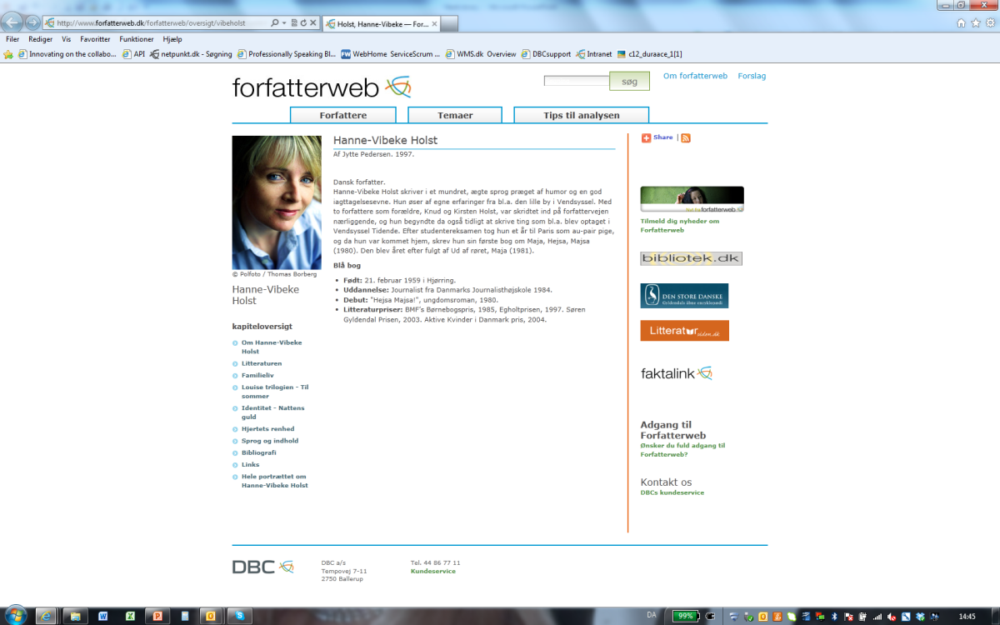 http://www.forfatterweb.dk/forfatterweb/oversigt/vibeholst
Holst, Hanne-Vibeke — For...
Filer Rediger Vis Favoritter Funktioner Hjælp
Innovating on the collabo... API netpunkt.dk - Søgning Professionally Speaking Bl... WebHome ServiceScrum ... WMS.dk Overview DBCsupport Intranet c12_duraace_1[1]
forfatterweb
søg
Om forfatterweb Forslag
Forfattere Temaer Tips til analysen
Hanne-Vibeke Holst
Af Jytte Pedersen. 1997.
Dansk forfatter.
Hanne-Vibeke Holst skriver i et mundret, ægte sprog præget af humor og en god
iagttagelsesevne. Hun øser af egne erfaringer fra bl.a. den lille by i Vendsyssel. Med
to forfattere som forældre, Knud og Kirsten Holst, var skridtet ind på forfattervejen
nærliggende, og hun begyndte da også tidligt at skrive ting som bl.a. blev optaget i
Vendsyssel Tidende. Efter studentereksamen tog hun et år til Paris som au-pair pige,
og da hun var kommet hjem, skrev hun sin første bog om Maja, Hejsa, Majsa
(1980). Den blev året efter fulgt af Ud af røret, Maja (1981).
Blå bog
Født: 21. februar 1959 i Hjørring.
Uddannelse: Journalist fra Danmarks Journalisthøjskole 1984.
Debut: "Hejsa Majsa!", ungdomsroman, 1980.
Litteraturpriser: BMF's Børnebogspris, 1985, Egholtprisen, 1997. Søren
Gyldendal Prisen, 2003. Aktive Kvinder i Danmark pris, 2004.
© Polfoto / Thomas Borberg
Hanne-Vibeke
Holst
kapiteloversigt
Om Hanne-Vibeke
Holst
Litteraturen
Familieliv
Louise trilogien - Til
sommer
Identitet - Nattens
guld
Hjertets renhed
Sprog og indhold
Bibliografi
Links
Hele portrættet om
Hanne-Vibeke Holst
Share |
forfatterweb
Tilmeld dig nyheder om
Forfatterweb
bibliotek.dk
DEN STORE DANSKE
Gyldendals åbne encyklopædi
Litteratursiden.dk
faktalink
Adgang til
Forfatterweb
Ønsker du fuld adgang til
Forfatterweb?
Kontakt os
DBCs kundeservice
DBC
DBC a/s
Tempovej 7-11
2750 Ballerup
Tel. 44 86 77 11
Kundeservice
DA 99% 14:45